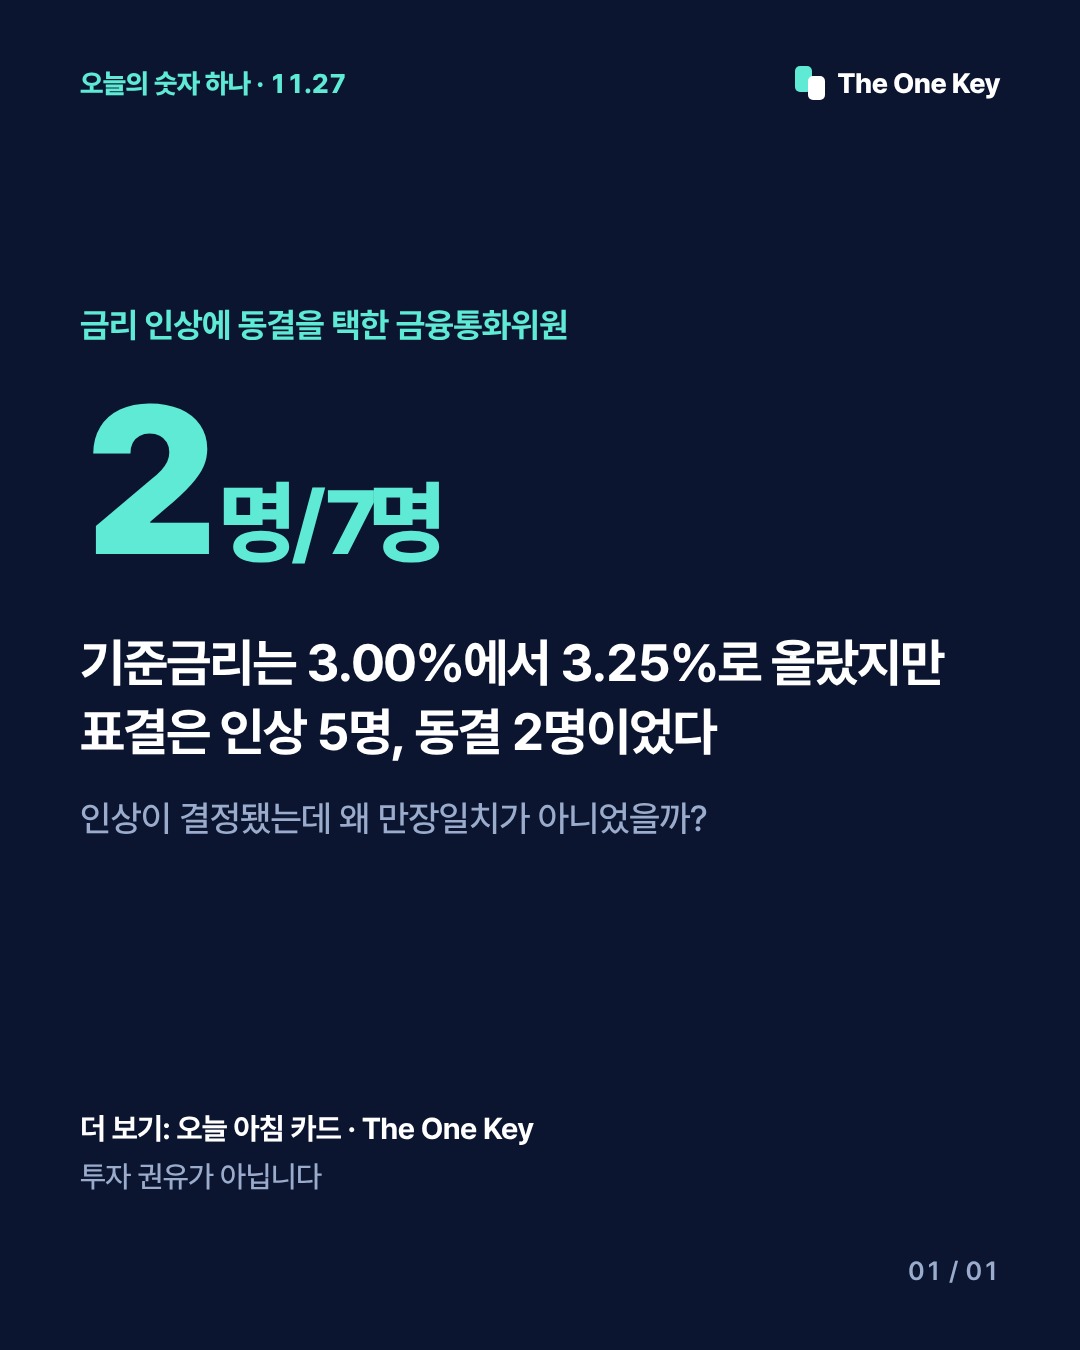 오늘의 숫자 하나 · 11.27
The One Key
금리 인상에 동결을 택한 금융통화위원
2명/7명
기준금리는 3.00%에서 3.25%로 올랐지만
표결은 인상 5명, 동결 2명이었다
인상이 결정됐는데 왜 만장일치가 아니었을까?
더 보기: 오늘 아침 카드 · The One Key
투자 권유가 아닙니다
01 / 01